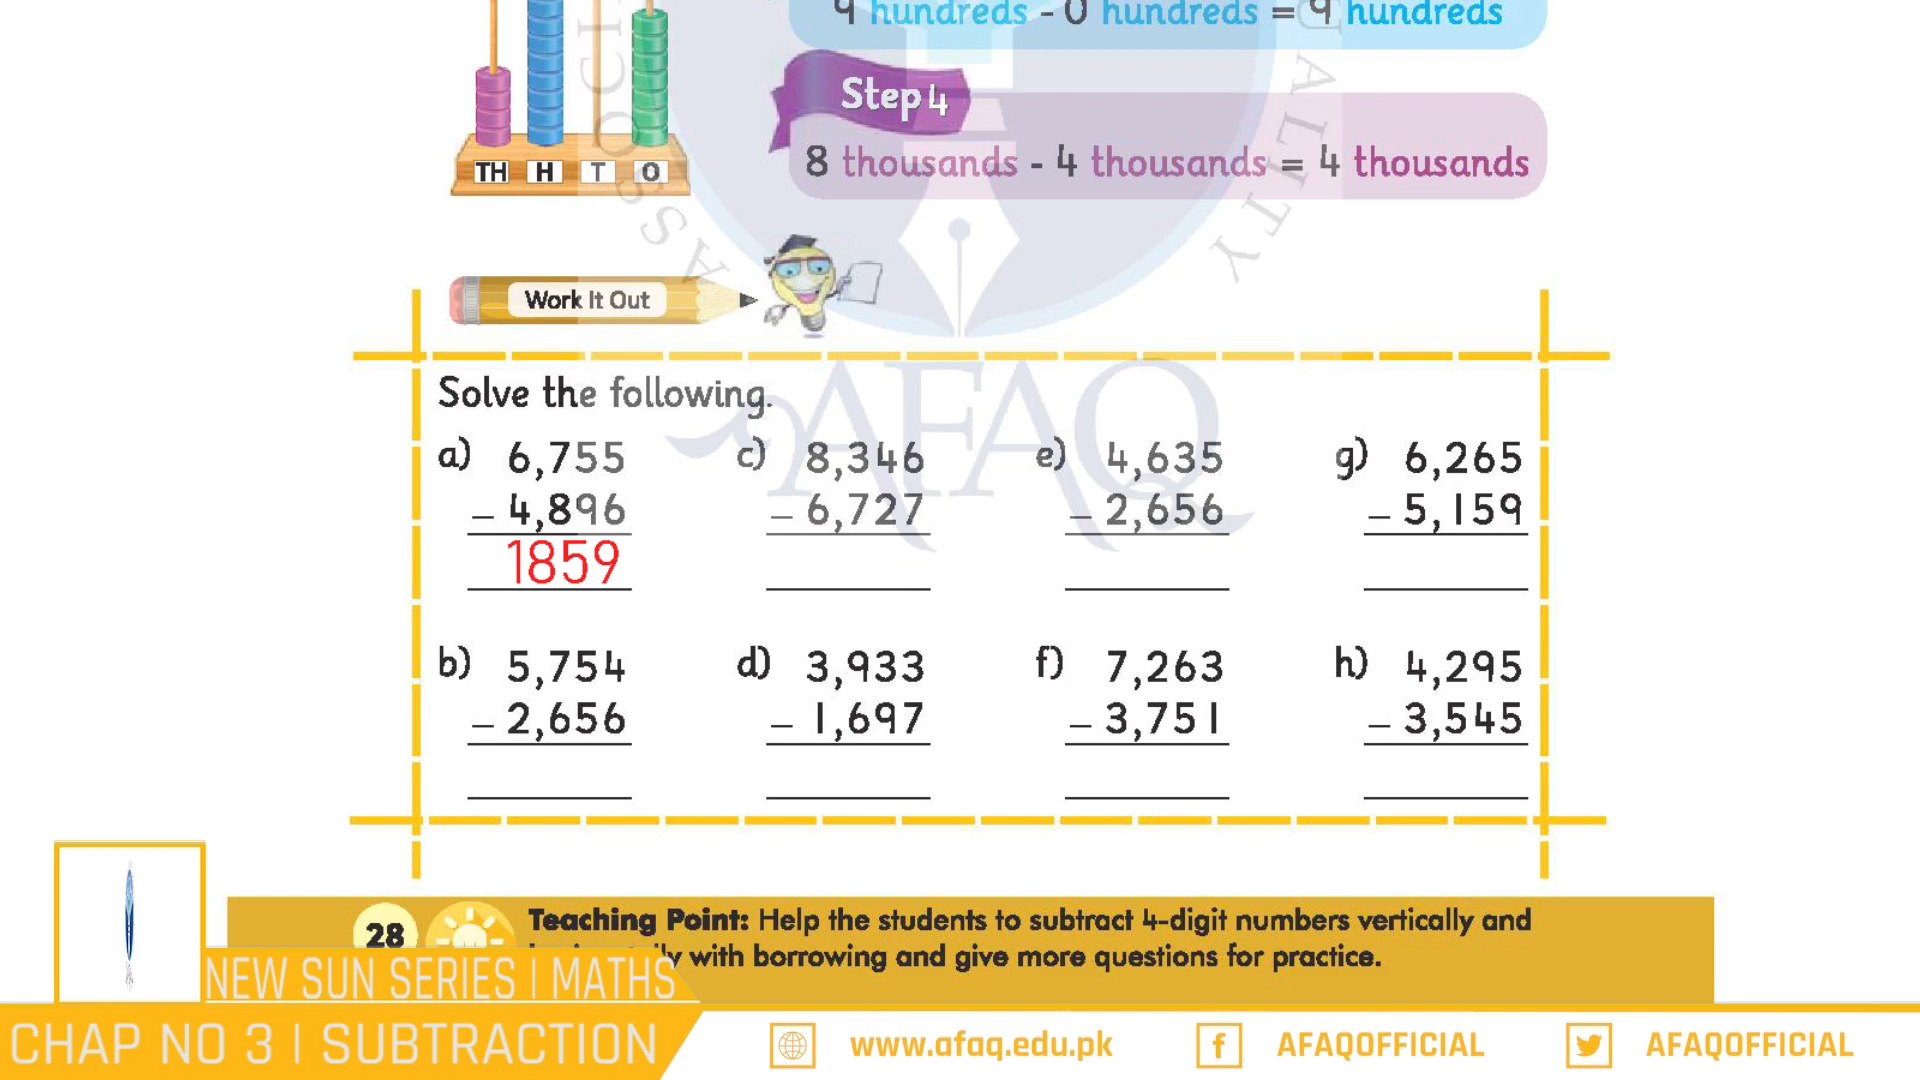 9 hundreds - 0 hundreds = 9 hundreds
Step 4
8 thousands - 4 thousands = 4 thousands
TH H T O
Work It Out
AFAQ
Solve the following.
a) 6,755 c) 8,346 e) 4,635 g) 6,265
– 4,896 – 6,727 – 2,656 – 5,159
1859
b) 5,754 d) 3,933 f) 7,263 h) 4,295
– 2,656 – 1,697 – 3,751 – 3,545
28
Teaching Point: Help the students to subtract 4-digit numbers vertically and
with borrowing and give more questions for practice.
NEW SUN SERIES | MATHS
CHAP NO 3 | SUBTRACTION
www.afaq.edu.pk
AFAQOFFICIAL
AFAQOFFICIAL